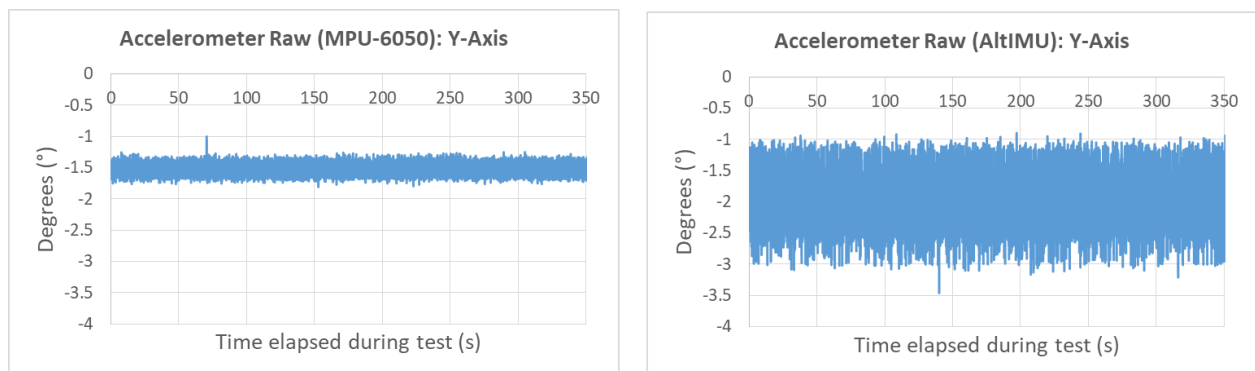 Accelerometer Raw (MPU-6050): Y-Axis
0
0 50 100 150 200 250 300 350
-0.5
-1
-1.5
-2
-2.5
-3
-3.5
-4
Degrees (°)
Time elapsed during test (s)
Accelerometer Raw (AltIMU): Y-Axis
0
0 50 100 150 200 250 300 350
-0.5
-1
-1.5
-2
-2.5
-3
-3.5
-4
Degrees (°)
Time elapsed during test (s)